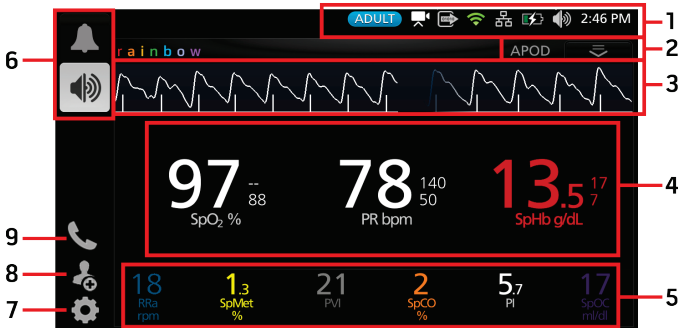 ADULT 2:46 PM 1
6
rainbow APOD 2
3
97 -- 88 SpO₂ %
78 140 50 PR bpm
13.5 17 7 SpHb g/dL
4
9
8
7
18 RRa rpm
1.3 SpMet %
21 PVI
2 SpCO %
5.7 PI
17 SpOC ml/dl
5